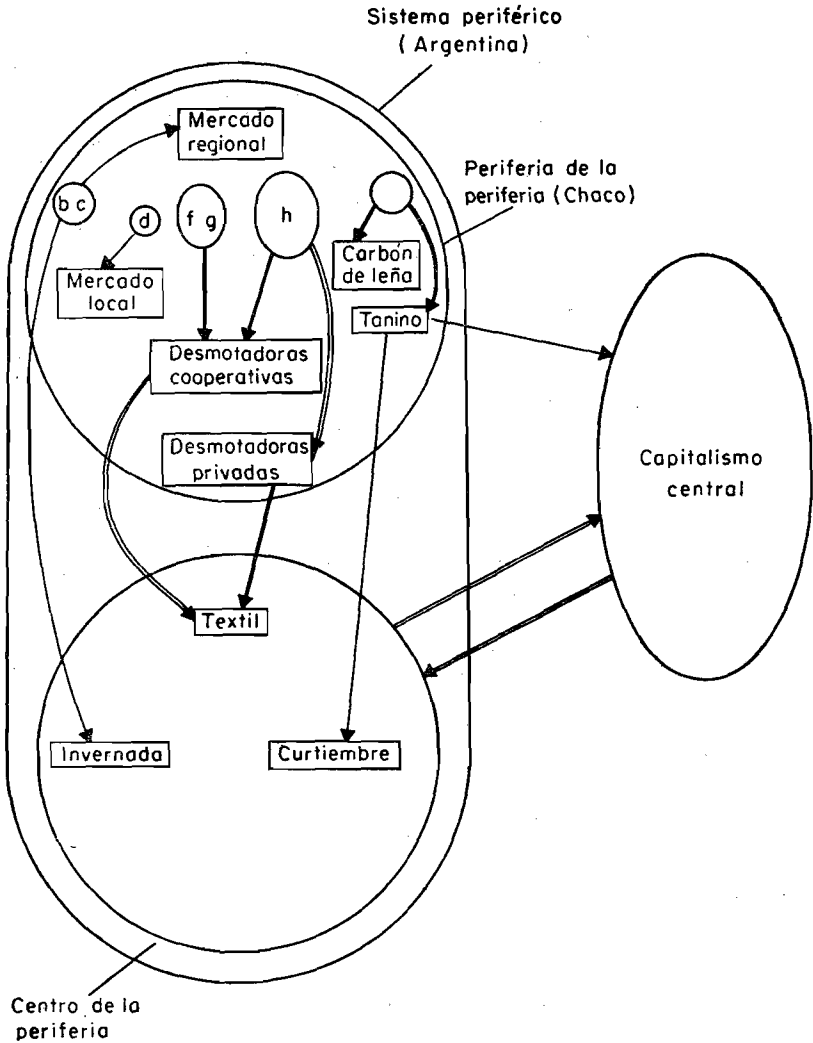 Sistema periférico
(Argentina)
Mercado
regional
Periferia de la
periferia (Chaco)
b c
d
f g
h
Carbón
de leña
Mercado
local
Tanino
Desmotadoras
cooperativas
Desmotadoras
privadas
Capitalismo
central
Textil
Invernada
Curtiembre
Centro de la
periferia